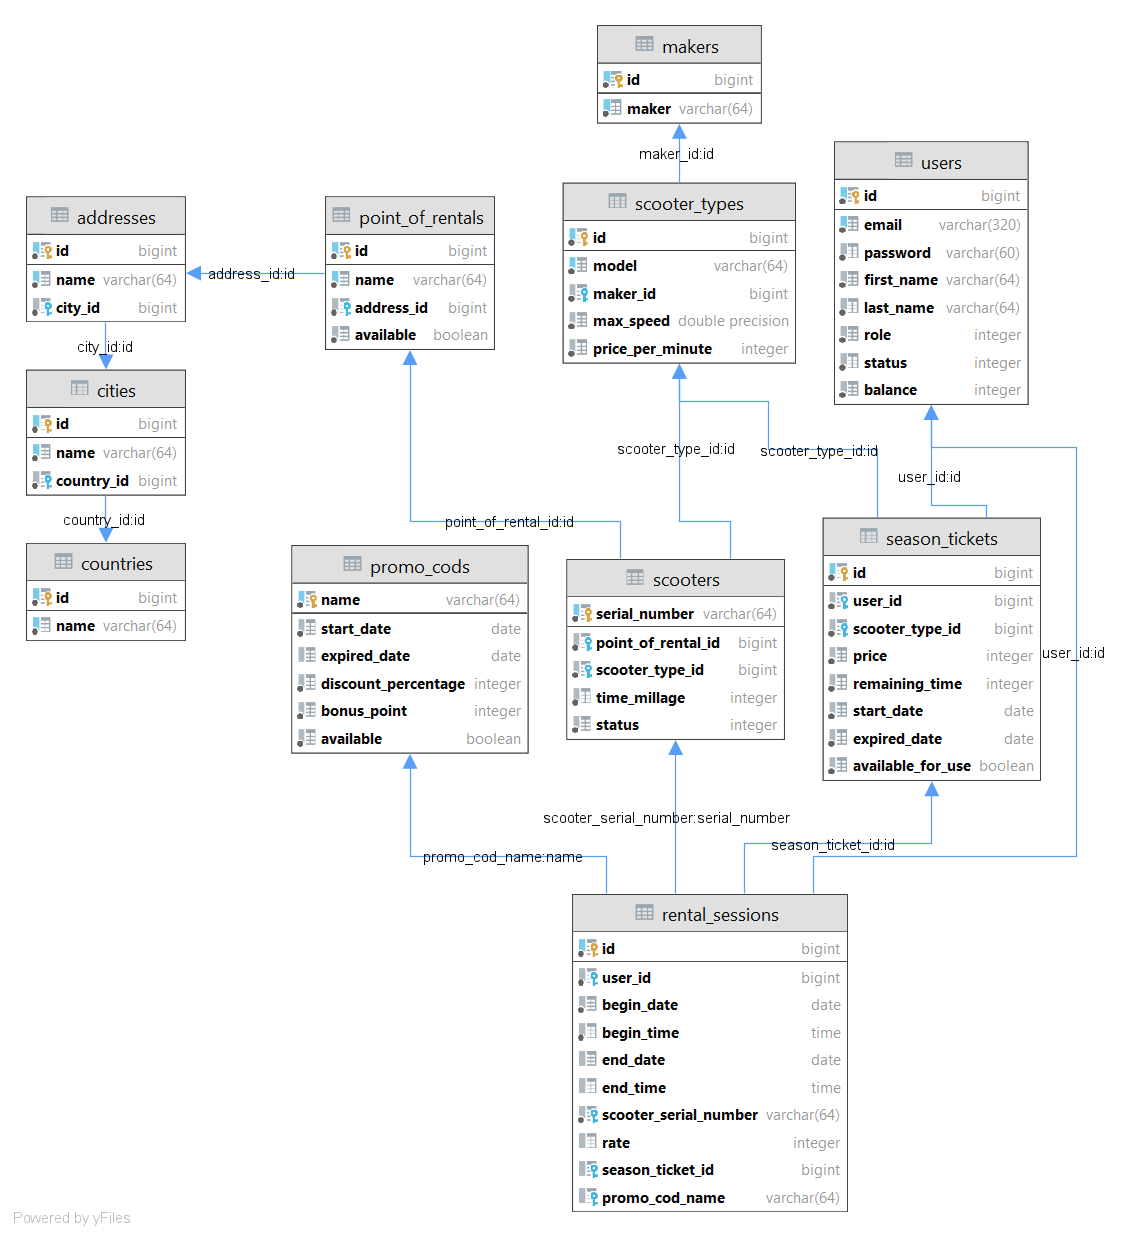 makers
id bigint
maker varchar(64)
maker_id:id
users
id bigint
email varchar(320)
password varchar(60)
first_name varchar(64)
last_name varchar(64)
role integer
status integer
balance integer
scooter_types
id bigint
model varchar(64)
maker_id bigint
max_speed double precision
price_per_minute integer
addresses
id bigint
name varchar(64)
city_id bigint
address_id:id
point_of_rentals
id bigint
name varchar(64)
address_id bigint
available boolean
city_id:id
cities
id bigint
name varchar(64)
country_id bigint
country_id:id
countries
id bigint
name varchar(64)
scooter_type_id:id
scooter_type_id:id
user_id:id
point_of_rental_id:id
promo_cods
name varchar(64)
start_date date
expired_date date
discount_percentage integer
bonus_point integer
available boolean
scooters
serial_number varchar(64)
point_of_rental_id bigint
scooter_type_id bigint
time_millage integer
status integer
season_tickets
id bigint
user_id bigint
scooter_type_id bigint
price integer
remaining_time integer
start_date date
expired_date date
available_for_use boolean
user_id:id
scooter_serial_number:serial_number
season_ticket_id:id
promo_cod_name:name
rental_sessions
id bigint
user_id bigint
begin_date date
begin_time time
end_date date
end_time time
scooter_serial_number varchar(64)
rate integer
season_ticket_id bigint
promo_cod_name varchar(64)
Powered by yFiles